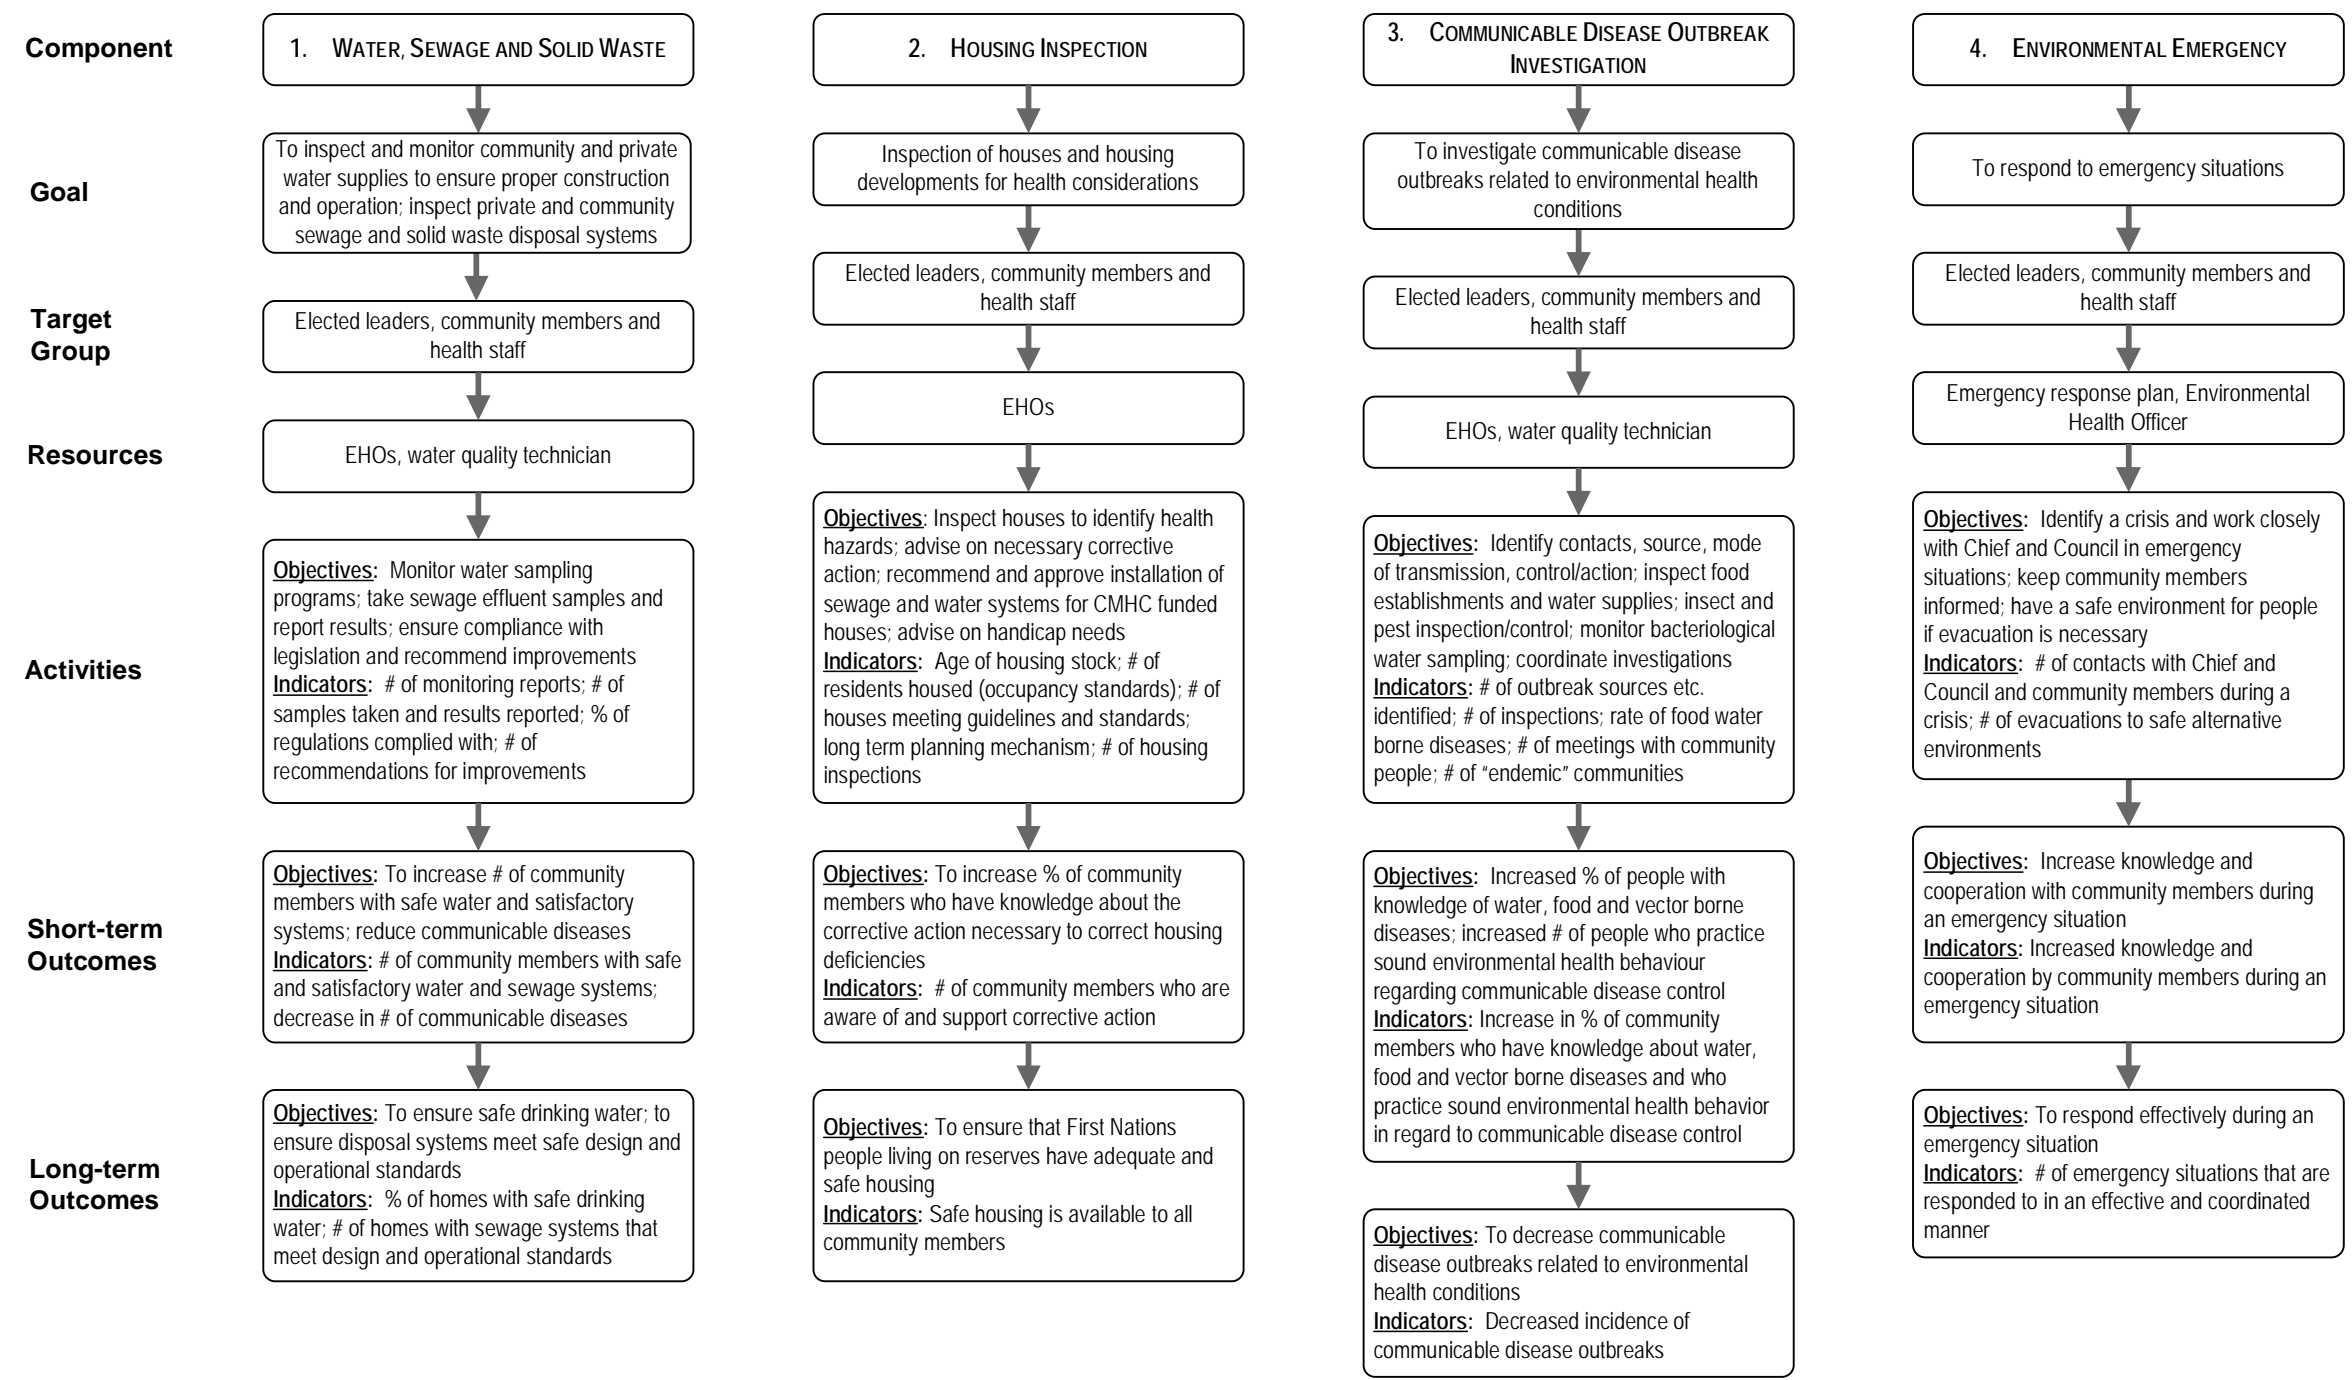 Component
1. WATER, SEWAGE AND SOLID WASTE
2. HOUSING INSPECTION
3. COMMUNICABLE DISEASE OUTBREAK
INVESTIGATION
4. ENVIRONMENTAL EMERGENCY
Goal
To inspect and monitor community and private
water supplies to ensure proper construction
and operation; inspect private and community
sewage and solid waste disposal systems
Inspection of houses and housing
developments for health considerations
To investigate communicable disease
outbreaks related to environmental health
conditions
To respond to emergency situations
Target
Group
Elected leaders, community members and
health staff
Elected leaders, community members and
health staff
Elected leaders, community members and
health staff
Elected leaders, community members and
health staff
Resources
EHOs, water quality technician
EHOs
EHOs, water quality technician
Emergency response plan, Environmental
Health Officer
Activities
Objectives: Monitor water sampling
programs; take sewage effluent samples and
report results; ensure compliance with
legislation and recommend improvements
Indicators: # of monitoring reports; # of
samples taken and results reported; % of
regulations complied with; # of
recommendations for improvements
Objectives: Inspect houses to identify health
hazards; advise on necessary corrective
action; recommend and approve installation of
sewage and water systems for CMHC funded
houses; advise on handicap needs
Indicators: Age of housing stock; # of
residents housed (occupancy standards); # of
houses meeting guidelines and standards;
long term planning mechanism; # of housing
inspections
Objectives: Identify contacts, source, mode
of transmission, control/action; inspect food
establishments and water supplies; insect and
pest inspection/control; monitor bacteriological
water sampling; coordinate investigations
Indicators: # of outbreak sources etc.
identified; # of inspections; rate of food water
borne diseases; # of meetings with community
people; # of "endemic" communities
Objectives: Identify a crisis and work closely
with Chief and Council in emergency
situations; keep community members
informed; have a safe environment for people
if evacuation is necessary
Indicators: # of contacts with Chief and
Council and community members during a
crisis; # of evacuations to safe alternative
environments
Short-term
Outcomes
Objectives: To increase # of community
members with safe water and satisfactory
systems; reduce communicable diseases
Indicators: # of community members with safe
and satisfactory water and sewage systems;
decrease in # of communicable diseases
Objectives: To increase % of community
members who have knowledge about the
corrective action necessary to correct housing
deficiencies
Indicators: # of community members who are
aware of and support corrective action
Objectives: Increased % of people with
knowledge of water, food and vector borne
diseases; increased # of people who practice
sound environmental health behaviour
regarding communicable disease control
Indicators: Increase in % of community
members who have knowledge about water,
food and vector borne diseases and who
practice sound environmental health behavior
in regard to communicable disease control
Objectives: Increase knowledge and
cooperation with community members during
an emergency situation
Indicators: Increased knowledge and
cooperation by community members during an
emergency situation
Long-term
Outcomes
Objectives: To ensure safe drinking water; to
ensure disposal systems meet safe design and
operational standards
Indicators: % of homes with safe drinking
water; # of homes with sewage systems that
meet design and operational standards
Objectives: To ensure that First Nations
people living on reserves have adequate and
safe housing
Indicators: Safe housing is available to all
community members
Objectives: To decrease communicable
disease outbreaks related to environmental
health conditions
Indicators: Decreased incidence of
communicable disease outbreaks
Objectives: To respond effectively during an
emergency situation
Indicators: # of emergency situations that are
responded to in an effective and coordinated
manner